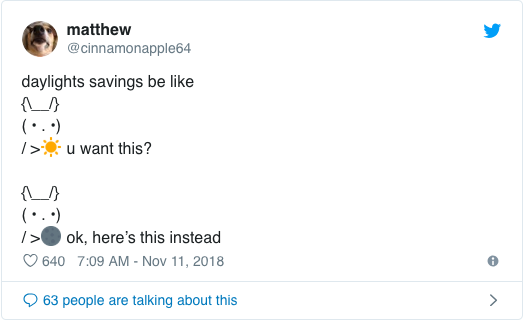 matthew
@cinnamonapple64
daylights savings be like
{\__/}
( • . •)
/ >☀️ u want this?
{\__/}
( • . •)
/ >🌑 ok, here’s this instead
640 7:09 AM - Nov 11, 2018
63 people are talking about this